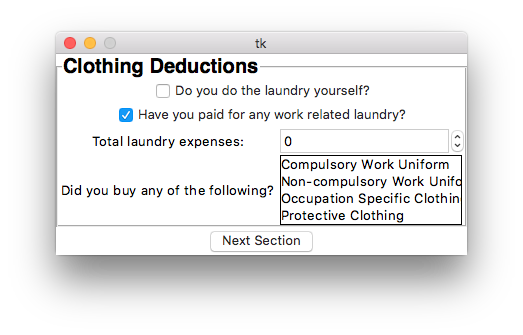 tk
Clothing Deductions
Do you do the laundry yourself?
Have you paid for any work related laundry?
Total laundry expenses: 0
Did you buy any of the following?
Compulsory Work Uniform
Non-compulsory Work Unifo
Occupation Specific Clothin
Protective Clothing
Next Section